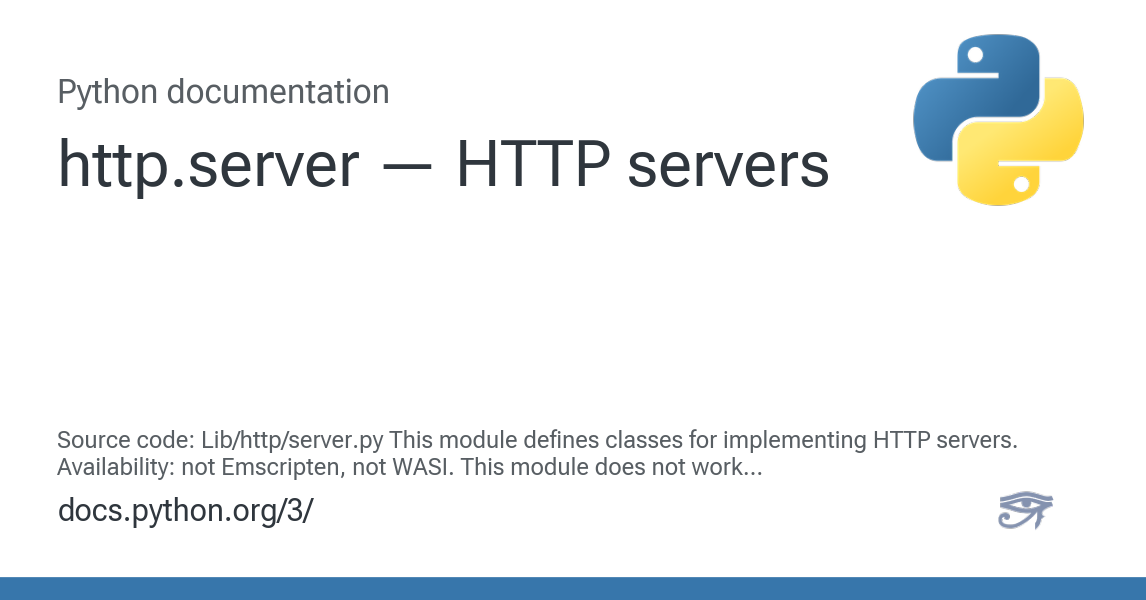 Python documentation
http.server — HTTP servers
Source code: Lib/http/server.py This module defines classes for implementing HTTP servers.
Availability: not Emscripten, not WASI. This module does not work...
docs.python.org/3/